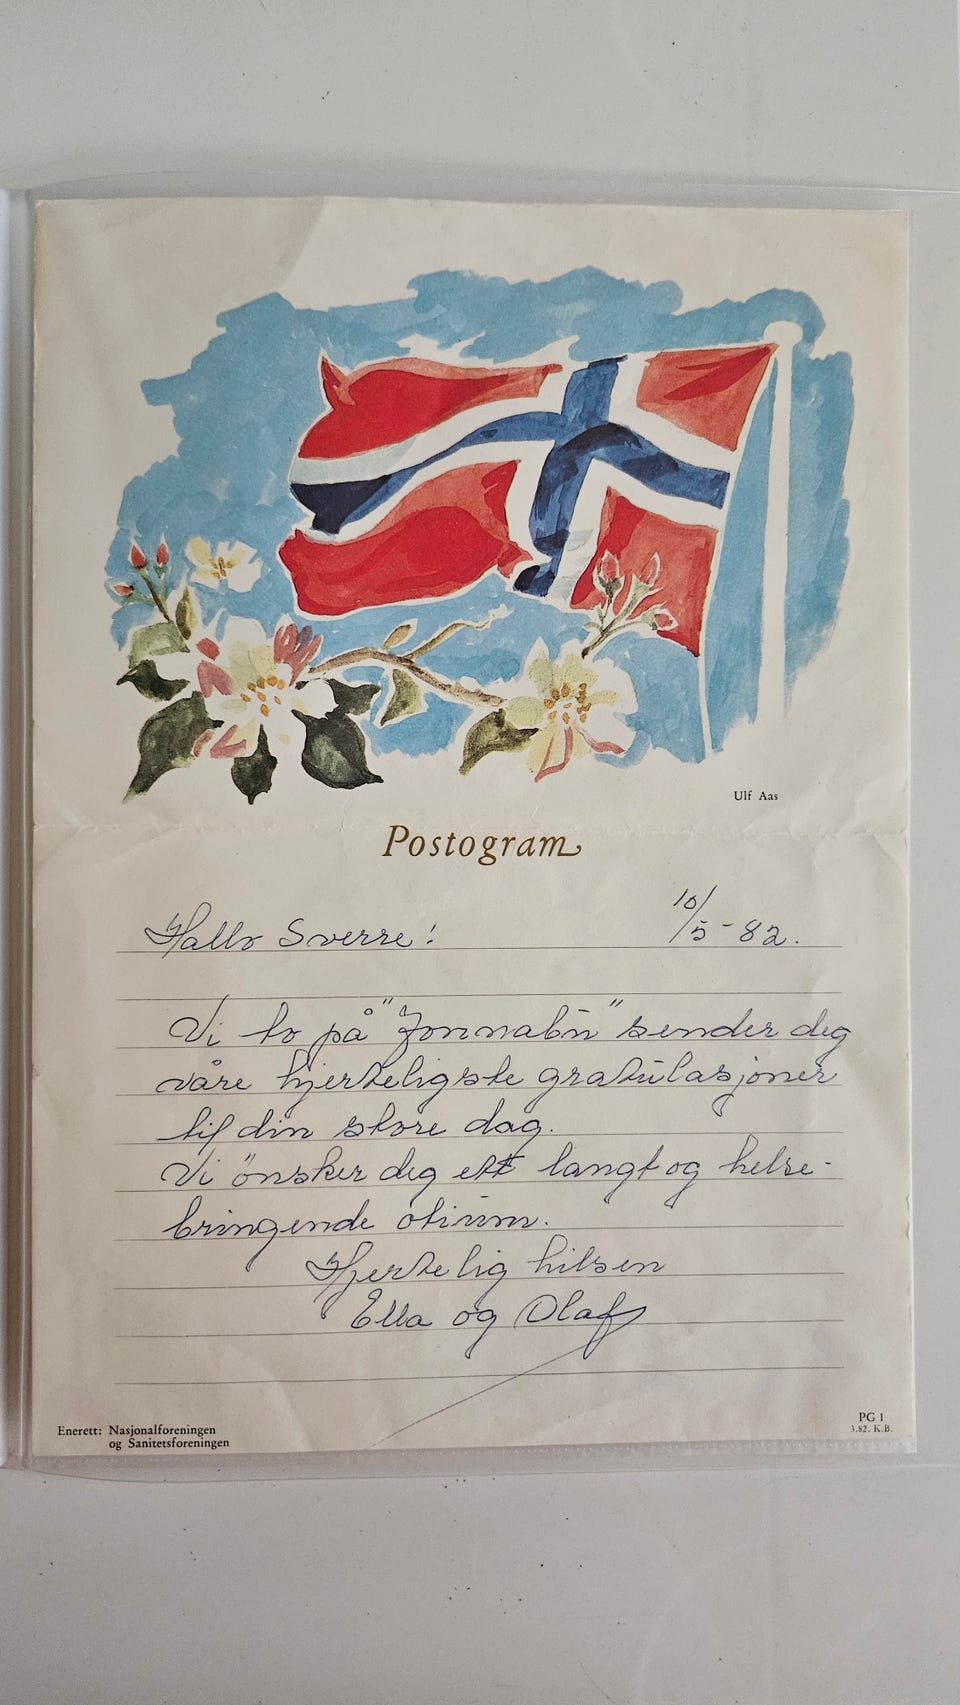 Ulf Aas
Postogram
Hallo Sverre!
10/5-82.
Vi to på "Jonnabu" sender deg
våre hjerteligste gratulasjoner
til din store dag.
Vi ønsker deg ett langt og helse-
bringende otium.
Hjertelig hilsen
Ella og Olaf
Enerett: Nasjonalforeningen
og Sanitetsforeningen
PG 1
3.82. K.B.